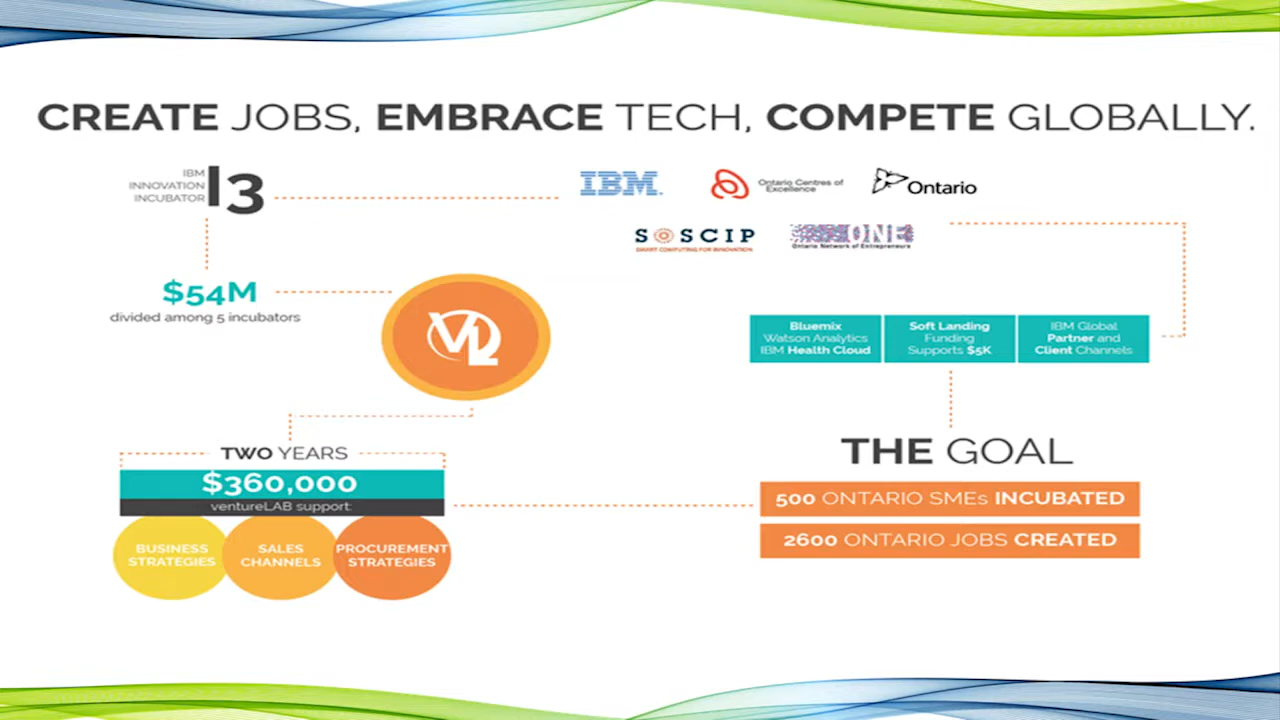 CREATE JOBS, EMBRACE TECH, COMPETE GLOBALLY.
IBM
INNOVATION
INCUBATOR
I3
IBM
Ontario Centres of
Excellence
Ontario
SOSCIP
SMART COMPUTING FOR INNOVATION
ONE
Ontario Network of Entrepreneurs
$54M
divided among 5 incubators
VL
Bluemix
Watson Analytics
IBM Health Cloud
Soft Landing
Funding
Supports $5K
IBM Global
Partner and
Client Channels
TWO YEARS
$360,000
ventureLAB support:
BUSINESS
STRATEGIES
SALES
CHANNELS
PROCUREMENT
STRATEGIES
THE GOAL
500 ONTARIO SMEs INCUBATED
2600 ONTARIO JOBS CREATED